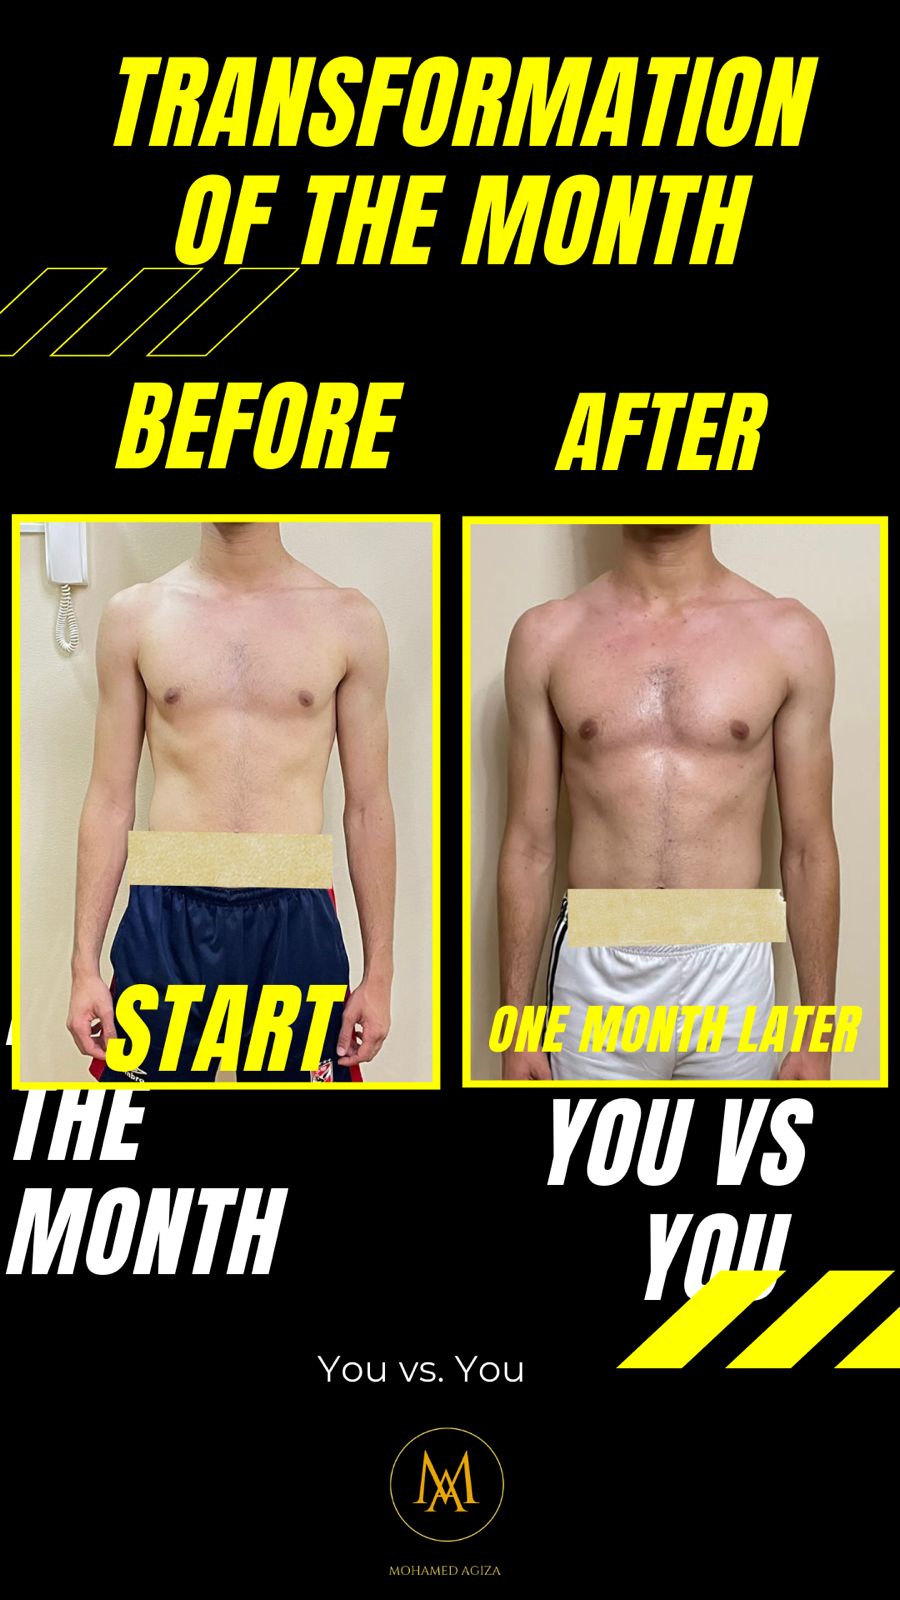 TRANSFORMATION
OF THE MONTH
BEFORE
AFTER
START
ONE MONTH LATER
THE
MONTH
YOU VS
YOU
You vs. You
MA
MOHAMED AGIZA